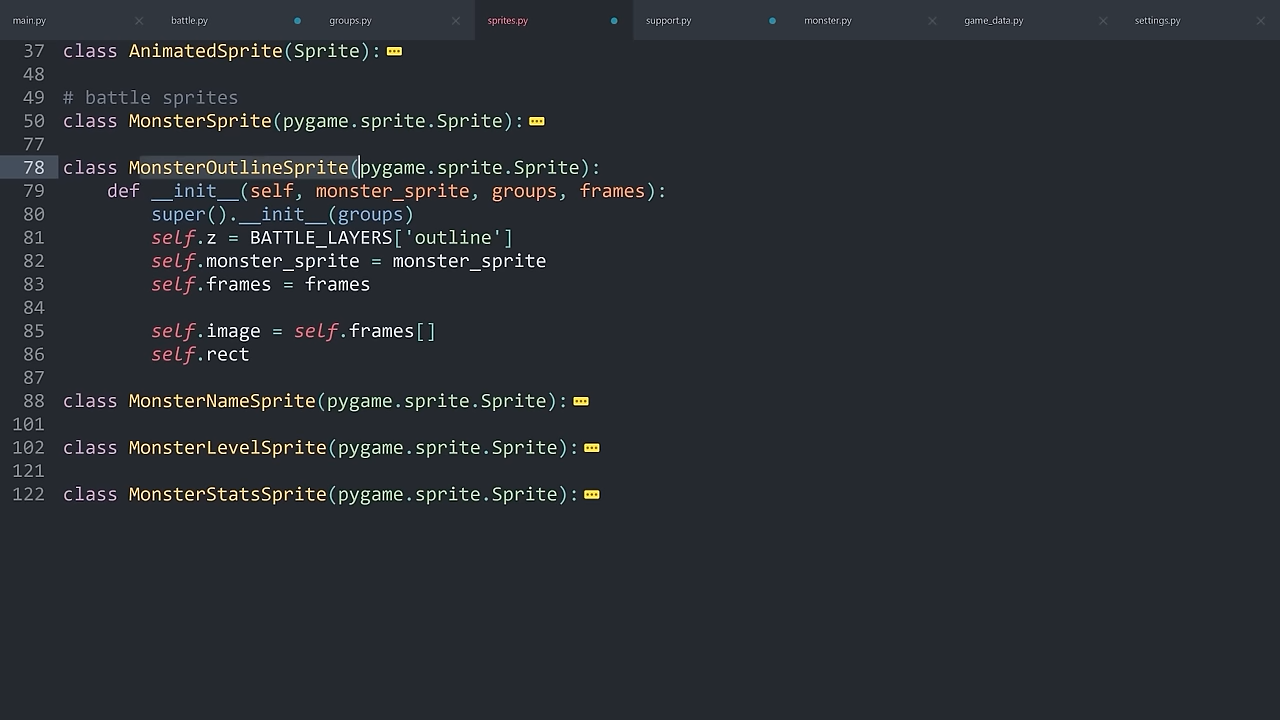 main.py battle.py groups.py sprites.py support.py monster.py game_data.py settings.py
37 class AnimatedSprite(Sprite):
48
49 # battle sprites
50 class MonsterSprite(pygame.sprite.Sprite):
77
78 class MonsterOutlineSprite(pygame.sprite.Sprite):
79 def __init__(self, monster_sprite, groups, frames):
80 super().__init__(groups)
81 self.z = BATTLE_LAYERS['outline']
82 self.monster_sprite = monster_sprite
83 self.frames = frames
84
85 self.image = self.frames[]
86 self.rect
87
88 class MonsterNameSprite(pygame.sprite.Sprite):
101
102 class MonsterLevelSprite(pygame.sprite.Sprite):
121
122 class MonsterStatsSprite(pygame.sprite.Sprite):